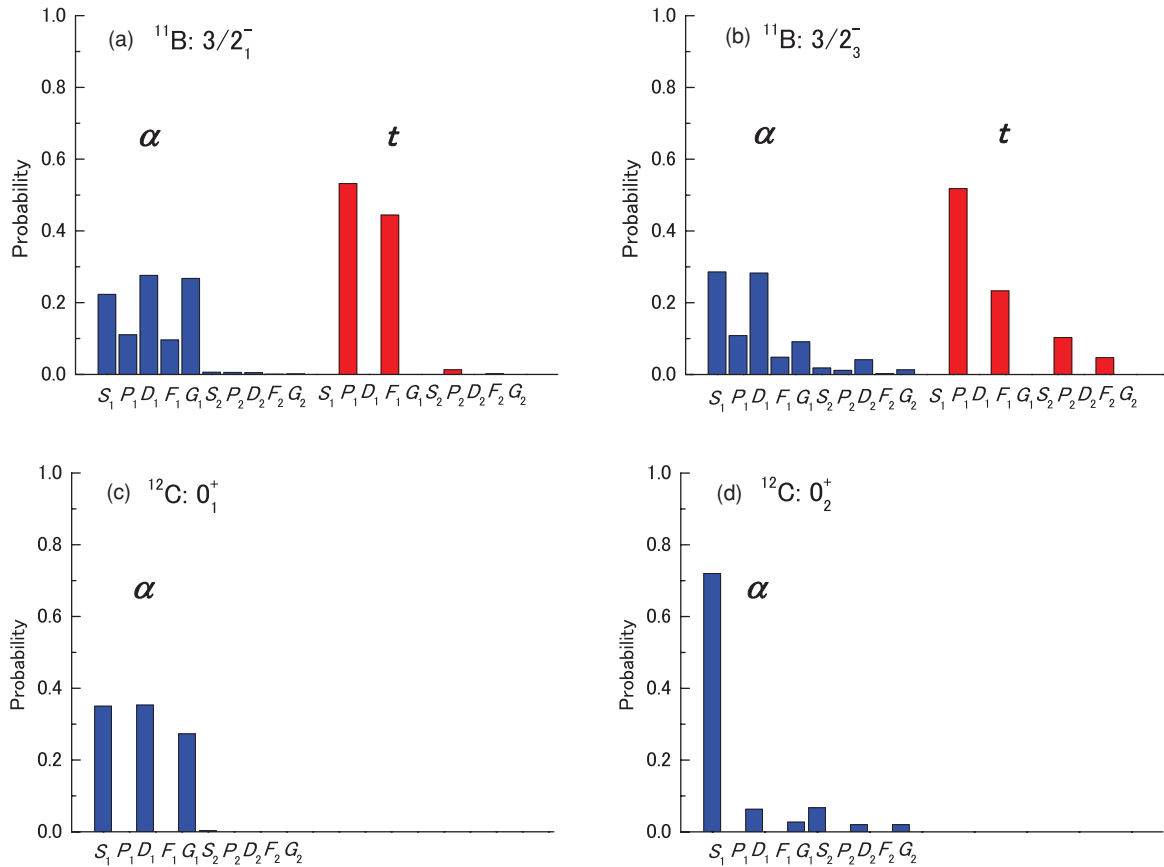 (a) ¹¹B: 3/2₁⁻
α
t
Probability
1.0
0.8
0.6
0.4
0.2
0.0
S₁ P₁ D₁ F₁ G₁ S₂ P₂ D₂ F₂ G₂ S₁ P₁ D₁ F₁ G₁ S₂ P₂ D₂ F₂ G₂
(b) ¹¹B: 3/2₃⁻
α
t
Probability
1.0
0.8
0.6
0.4
0.2
0.0
S₁ P₁ D₁ F₁ G₁ S₂ P₂ D₂ F₂ G₂ S₁ P₁ D₁ F₁ G₁ S₂ P₂ D₂ F₂ G₂
(c) ¹²C: 0₁⁺
α
Probability
1.0
0.8
0.6
0.4
0.2
0.0
S₁ P₁ D₁ F₁ G₁ S₂ P₂ D₂ F₂ G₂
(d) ¹²C: 0₂⁺
α
Probability
1.0
0.8
0.6
0.4
0.2
0.0
S₁ P₁ D₁ F₁ G₁ S₂ P₂ D₂ F₂ G₂